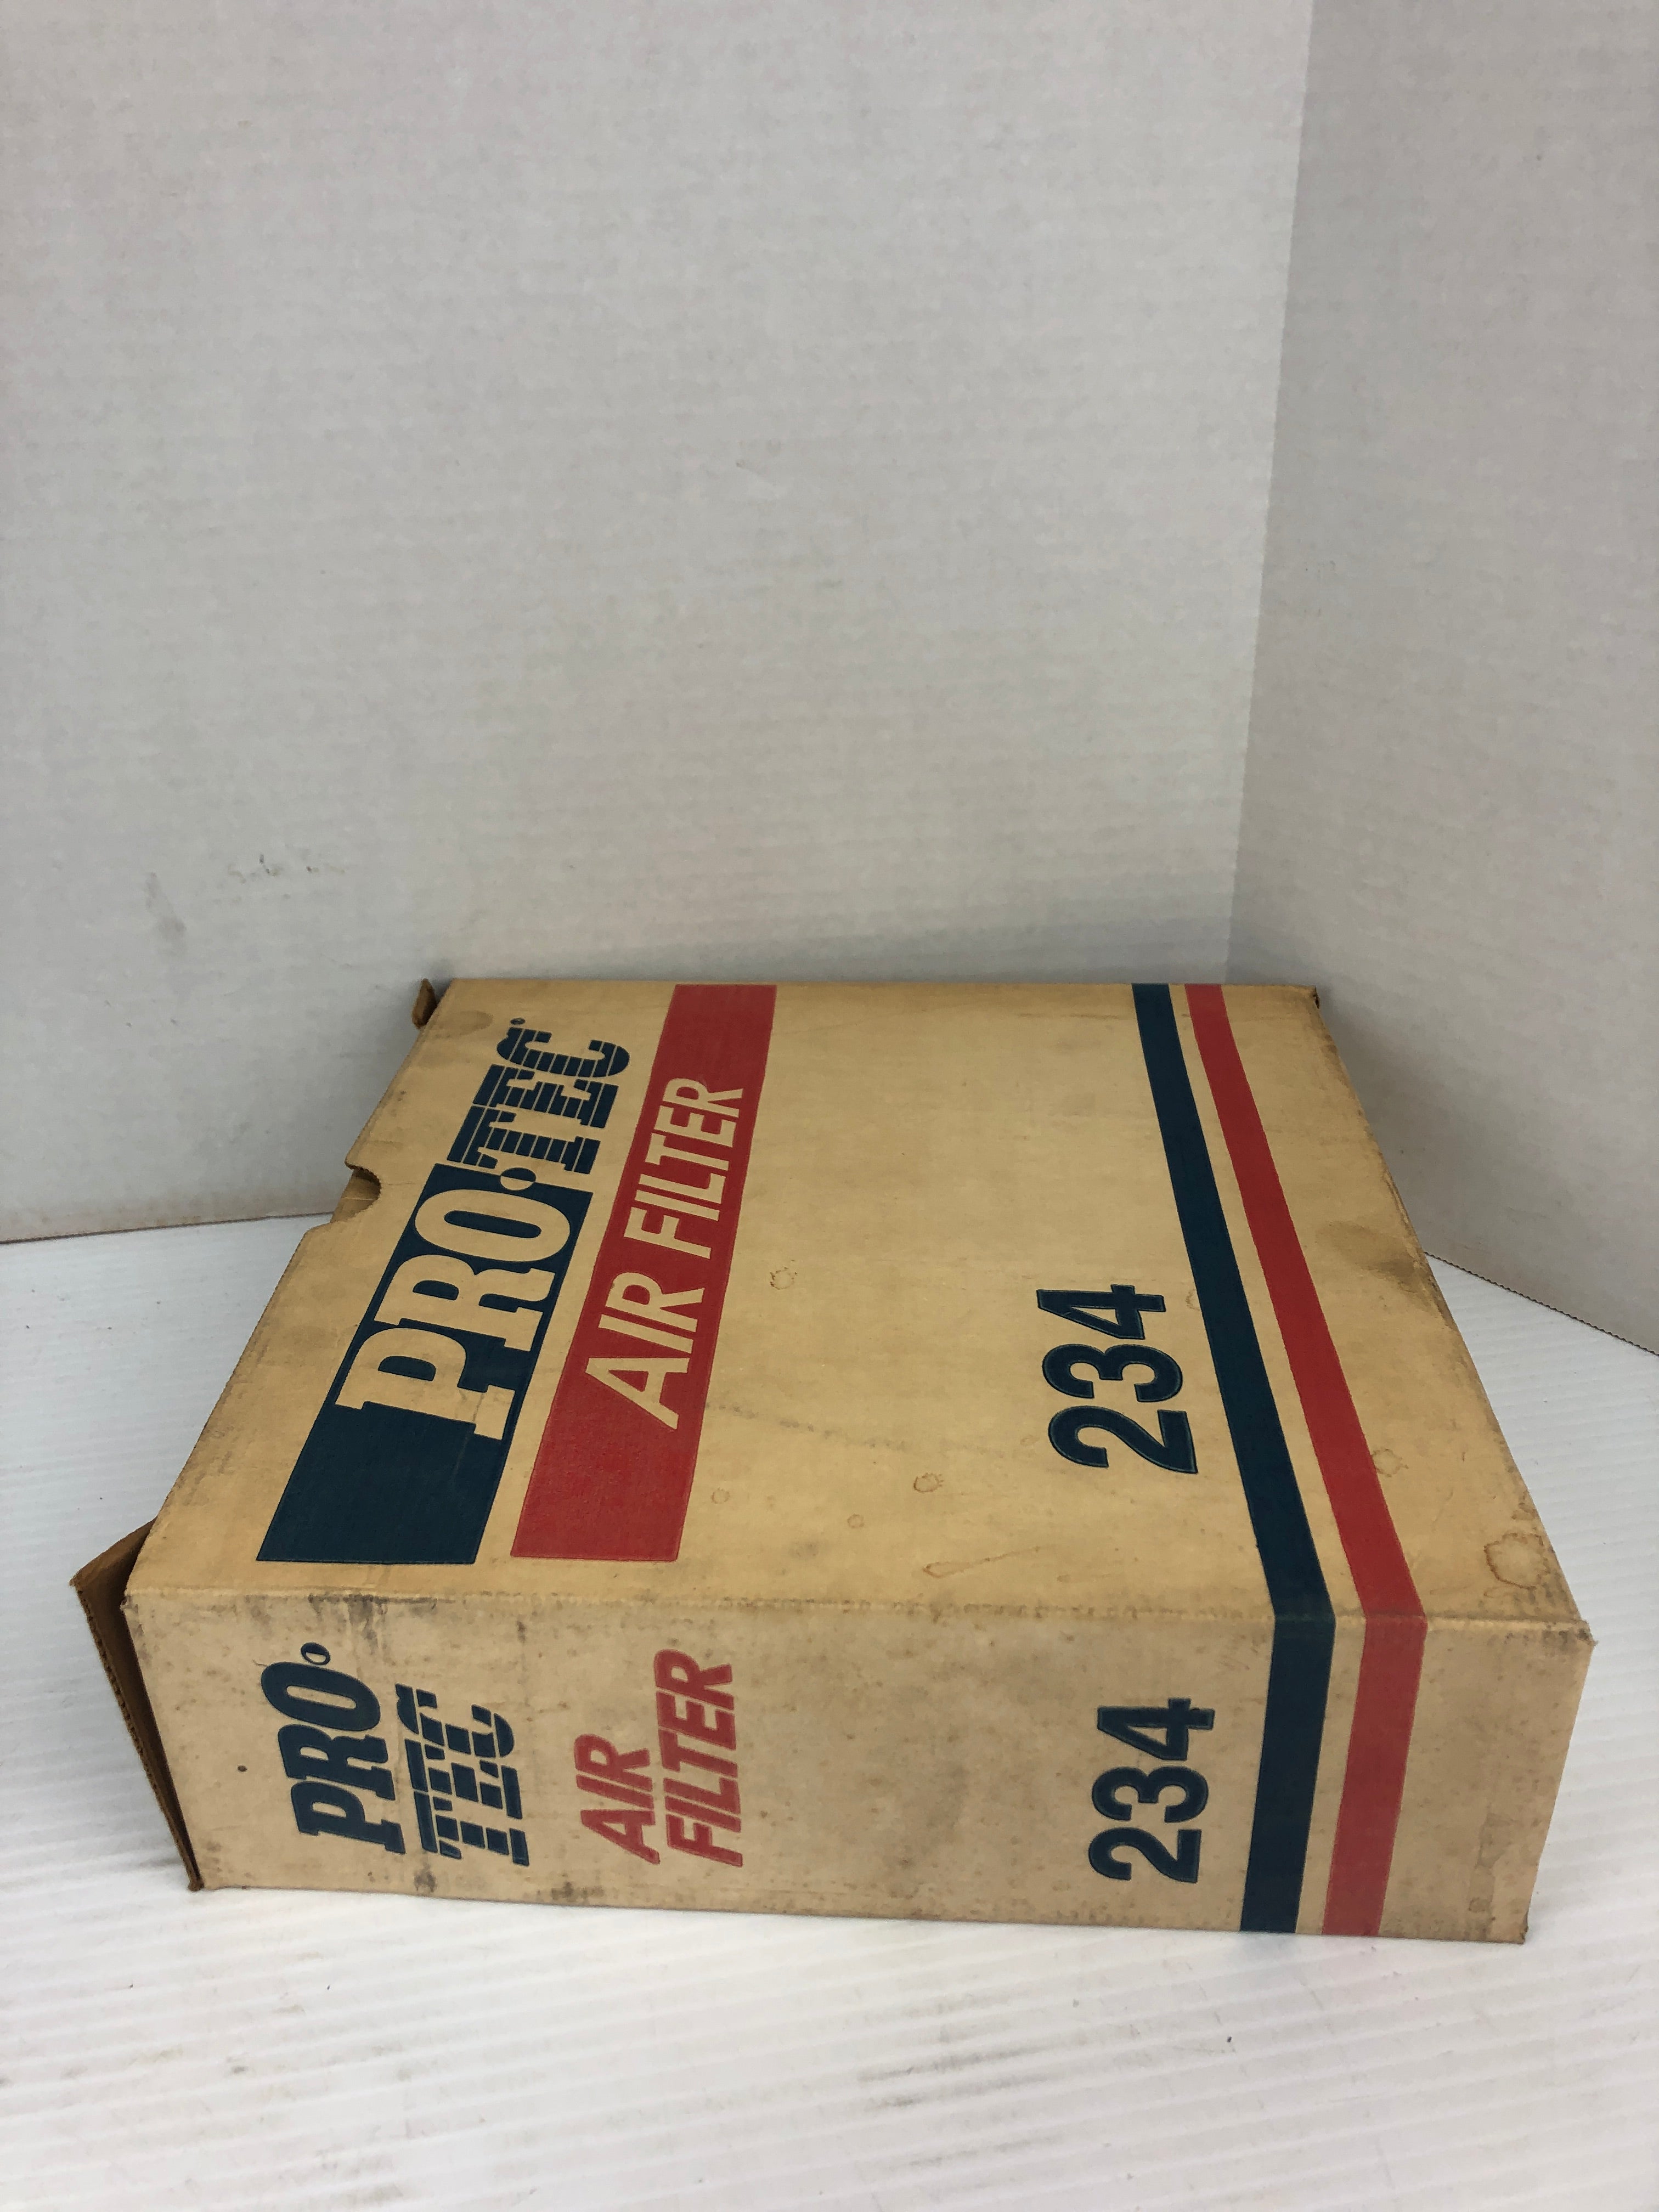 PRO•TEC
AIR FILTER
234
PRO•
TEC
AIR
FILTER
234